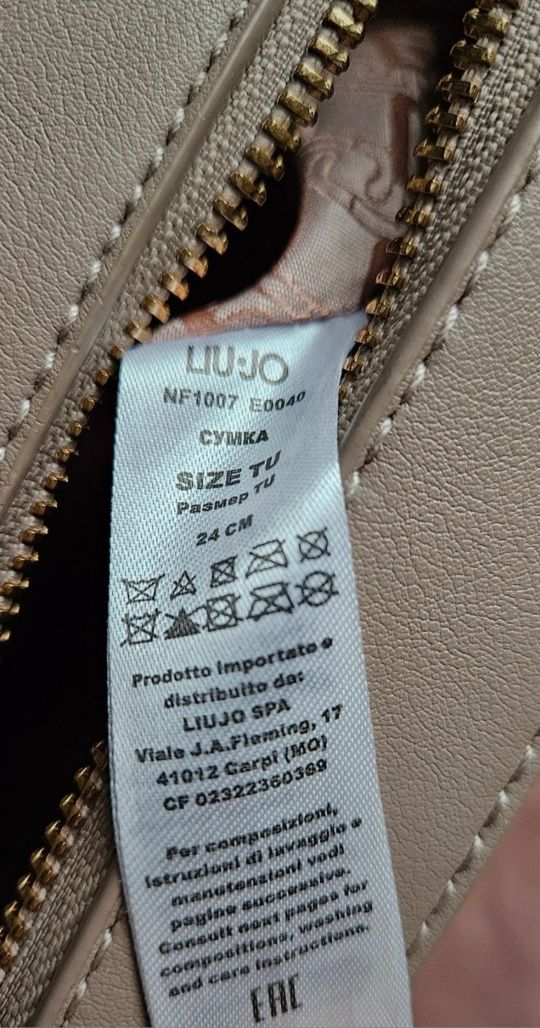 LIU·JO
NF1007 E0040
СУМКА
SIZE TU
Размер TU
24 CM
Prodotto importato e
distribuito da:
LIUJO SPA
Viale J.A.Fleming, 17
41012 Carpi (MO)
CF 02322360369
Per composizioni,
istruzioni di lavaggio e
manutenzioni vedi
pagine successive.
Consult next pages for
compositions, washing
and care instructions.
EAC